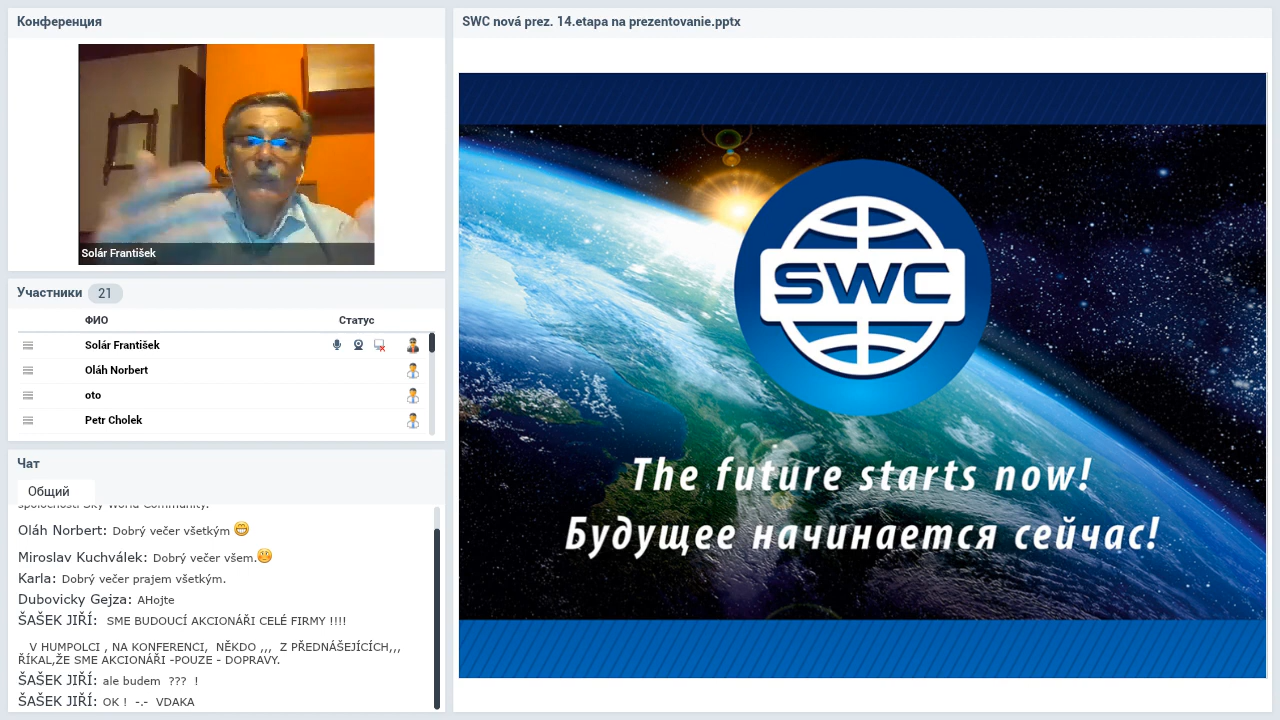 Конференция
Solár František
Участники 21
ФИО Статус
Solár František
Oláh Norbert
oto
Petr Cholek
Чат
Общий
spoločnosti Sky World Community.
Oláh Norbert: Dobrý večer všetkým
Miroslav Kuchválek: Dobrý večer všem.
Karla: Dobrý večer prajem všetkým.
Dubovicky Gejza: AHojte
ŠAŠEK JIŘÍ: SME BUDOUCÍ AKCIONÁŘI CELÉ FIRMY !!!!
V HUMPOLCI , NA KONFERENCI, NĚKDO ,,, Z PŘEDNÁŠEJÍCÍCH,,,
ŘÍKAL,ŽE SME AKCIONÁŘI -POUZE - DOPRAVY.
ŠAŠEK JIŘÍ: ale budem ??? !
ŠAŠEK JIŘÍ: OK ! -.- VDAKA
SWC nová prez. 14.etapa na prezentovanie.pptx
SWC
The future starts now!
Будущее начинается сейчас!